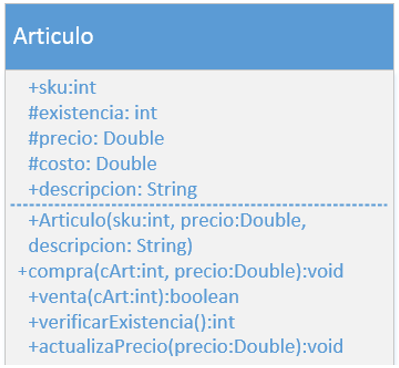 Articulo
+sku:int
#existencia: int
#precio: Double
#costo: Double
+descripcion: String
+Articulo(sku:int, precio:Double,
descripcion: String)
+compra(cArt:int, precio:Double):void
+venta(cArt:int):boolean
+verificarExistencia():int
+actualizaPrecio(precio:Double):void